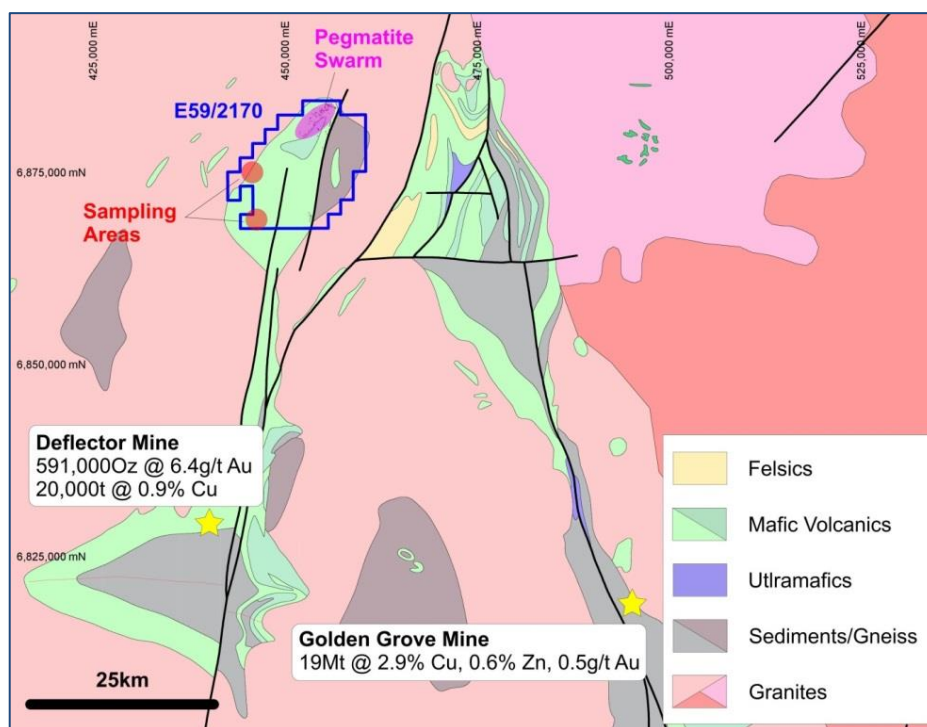 425,000 mE
450,000 mE
475,000 mE
500,000 mE
525,000 mE
Pegmatite
Swarm
E59/2170
6,875,000 mN
Sampling
Areas
6,850,000 mN
Deflector Mine
591,000Oz @ 6.4g/t Au
20,000t @ 0.9% Cu
6,825,000 mN
Golden Grove Mine
19Mt @ 2.9% Cu, 0.6% Zn, 0.5g/t Au
25km
Felsics
Mafic Volcanics
Utlramafics
Sediments/Gneiss
Granites